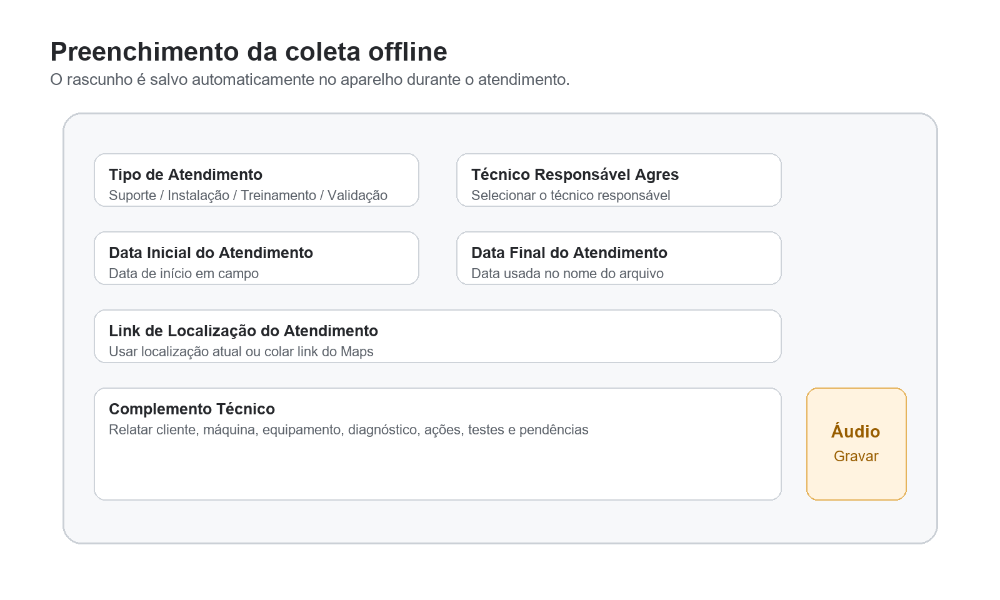 Preenchimento da coleta offline
O rascunho é salvo automaticamente no aparelho durante o atendimento.
Tipo de Atendimento
Suporte / Instalação / Treinamento / Validação
Técnico Responsável Agres
Selecionar o técnico responsável
Data Inicial do Atendimento
Data de início em campo
Data Final do Atendimento
Data usada no nome do arquivo
Link de Localização do Atendimento
Usar localização atual ou colar link do Maps
Complemento Técnico
Relatar cliente, máquina, equipamento, diagnóstico, ações, testes e pendências
Áudio
Gravar